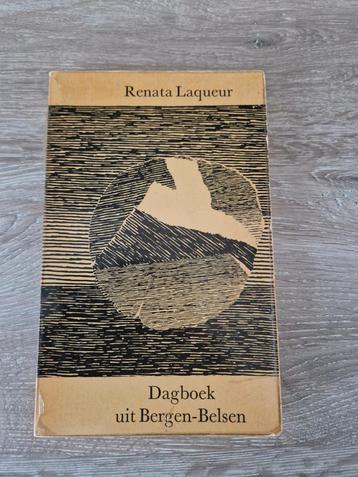 Renata Laqueur
Dagboek
uit Bergen-Belsen